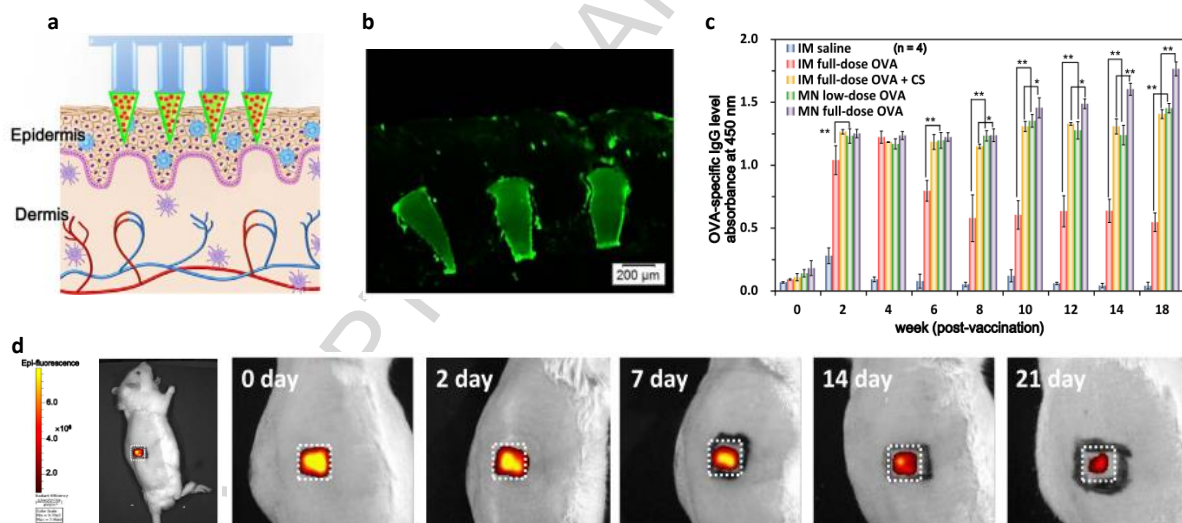 a
Epidermis
Dermis
b
200 µm
c
OVA-specific IgG level
absorbance at 450 nm
2.0
1.5
1.0
0.5
0.0
IM saline (n = 4)
IM full-dose OVA
IM full-dose OVA + CS
MN low-dose OVA
MN full-dose OVA
**
**
**
**
*
**
*
**
*
**
**
**
**
0 2 4 6 8 10 12 14 18
week (post-vaccination)
d
Epi-fluorescence
6.0
×10⁸
4.0
2.0
0 day
2 day
7 day
14 day
21 day